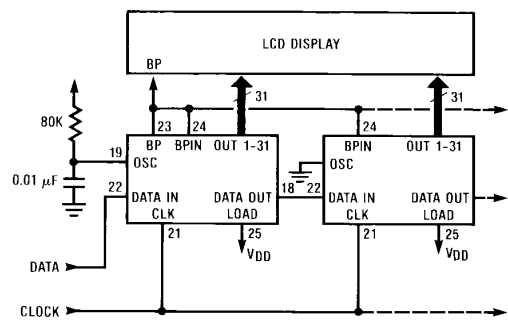 LCD DISPLAY
BP
31
31
80K
23
24
24
19
BP
BPIN
OUT 1-31
BPIN
OUT 1-31
OSC
OSC
0.01 μF
22
DATA IN
DATA OUT
18
22
DATA IN
DATA OUT
CLK
LOAD
CLK
LOAD
21
25
21
25
VDD
VDD
DATA
CLOCK